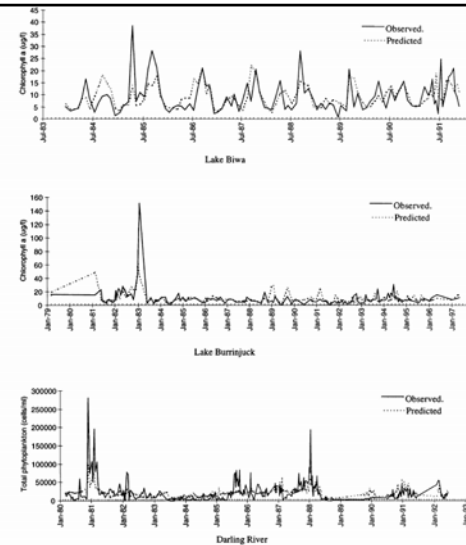 45
40
35
30
25
20
15
10
5
0
Chlorophyll a (ug/l)
Observed.
Predicted
Jul-83
Jul-84
Jul-85
Jul-86
Jul-87
Jul-88
Jul-89
Jul-90
Jul-91
Lake Biwa
160
140
120
100
80
60
40
20
0
Chlorophyll a (ug/l)
Observed.
Predicted
Jan-79
Jan-80
Jan-81
Jan-82
Jan-83
Jan-84
Jan-85
Jan-86
Jan-87
Jan-88
Jan-89
Jan-90
Jan-91
Jan-92
Jan-93
Jan-94
Jan-95
Jan-96
Jan-97
Lake Burrinjuck
300000
250000
200000
150000
100000
50000
0
Total phytoplankton (cells/ml)
Observed.
Predicted
Jan-80
Jan-81
Jan-82
Jan-83
Jan-84
Jan-85
Jan-86
Jan-87
Jan-88
Jan-89
Jan-90
Jan-91
Jan-92
Jan-93
Darling River